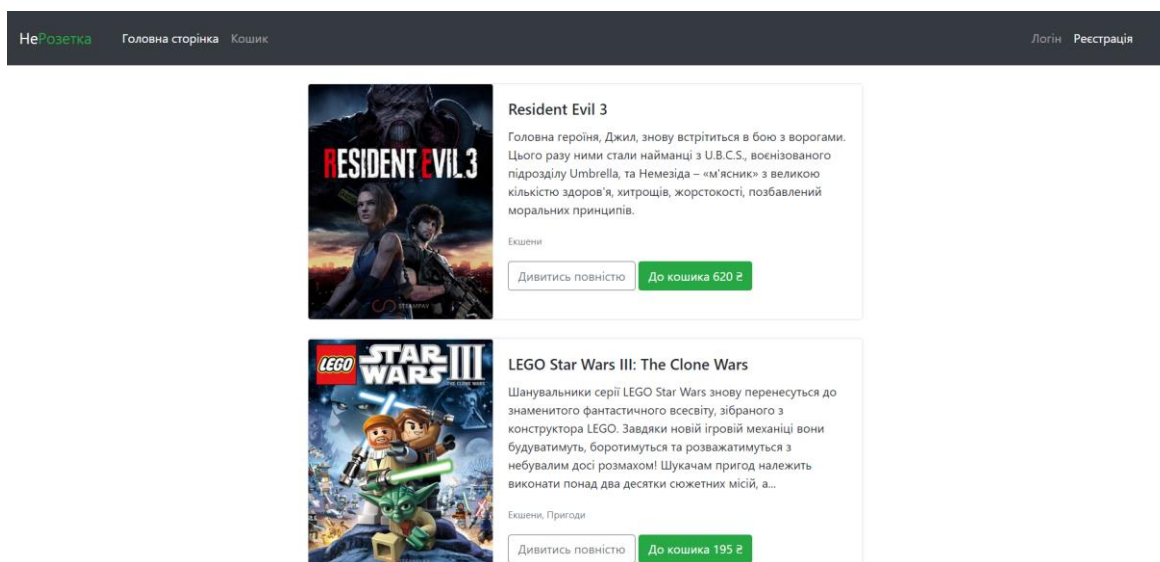 НеРозетка Головна сторінка Кошик Логін Реєстрація
RESIDENT EVIL 3
STEAMPAY
Resident Evil 3
Головна героїня, Джил, знову встрітиться в бою з ворогами.
Цього разу ними стали найманці з U.B.C.S., воєнізованого
підрозділу Umbrella, та Немезіда – «м'ясник» з великою
кількістю здоров'я, хитрощів, жорстокості, позбавлений
моральних принципів.
Екшени
Дивитись повністю До кошика 620 ₴
LEGO STAR WARS III
THE CLONE WARS
LEGO Star Wars III: The Clone Wars
Шанувальники серії LEGO Star Wars знову перенесуться до
знаменитого фантастичного всесвіту, зібраного з
конструктора LEGO. Завдяки новій ігровій механіці вони
будуватимуть, боротимуться та розважатимуться з
небувалим досі розмахом! Шукачам пригод належить
виконати понад два десятки сюжетних місій, а...
Екшени, Пригоди
Дивитись повністю До кошика 195 ₴